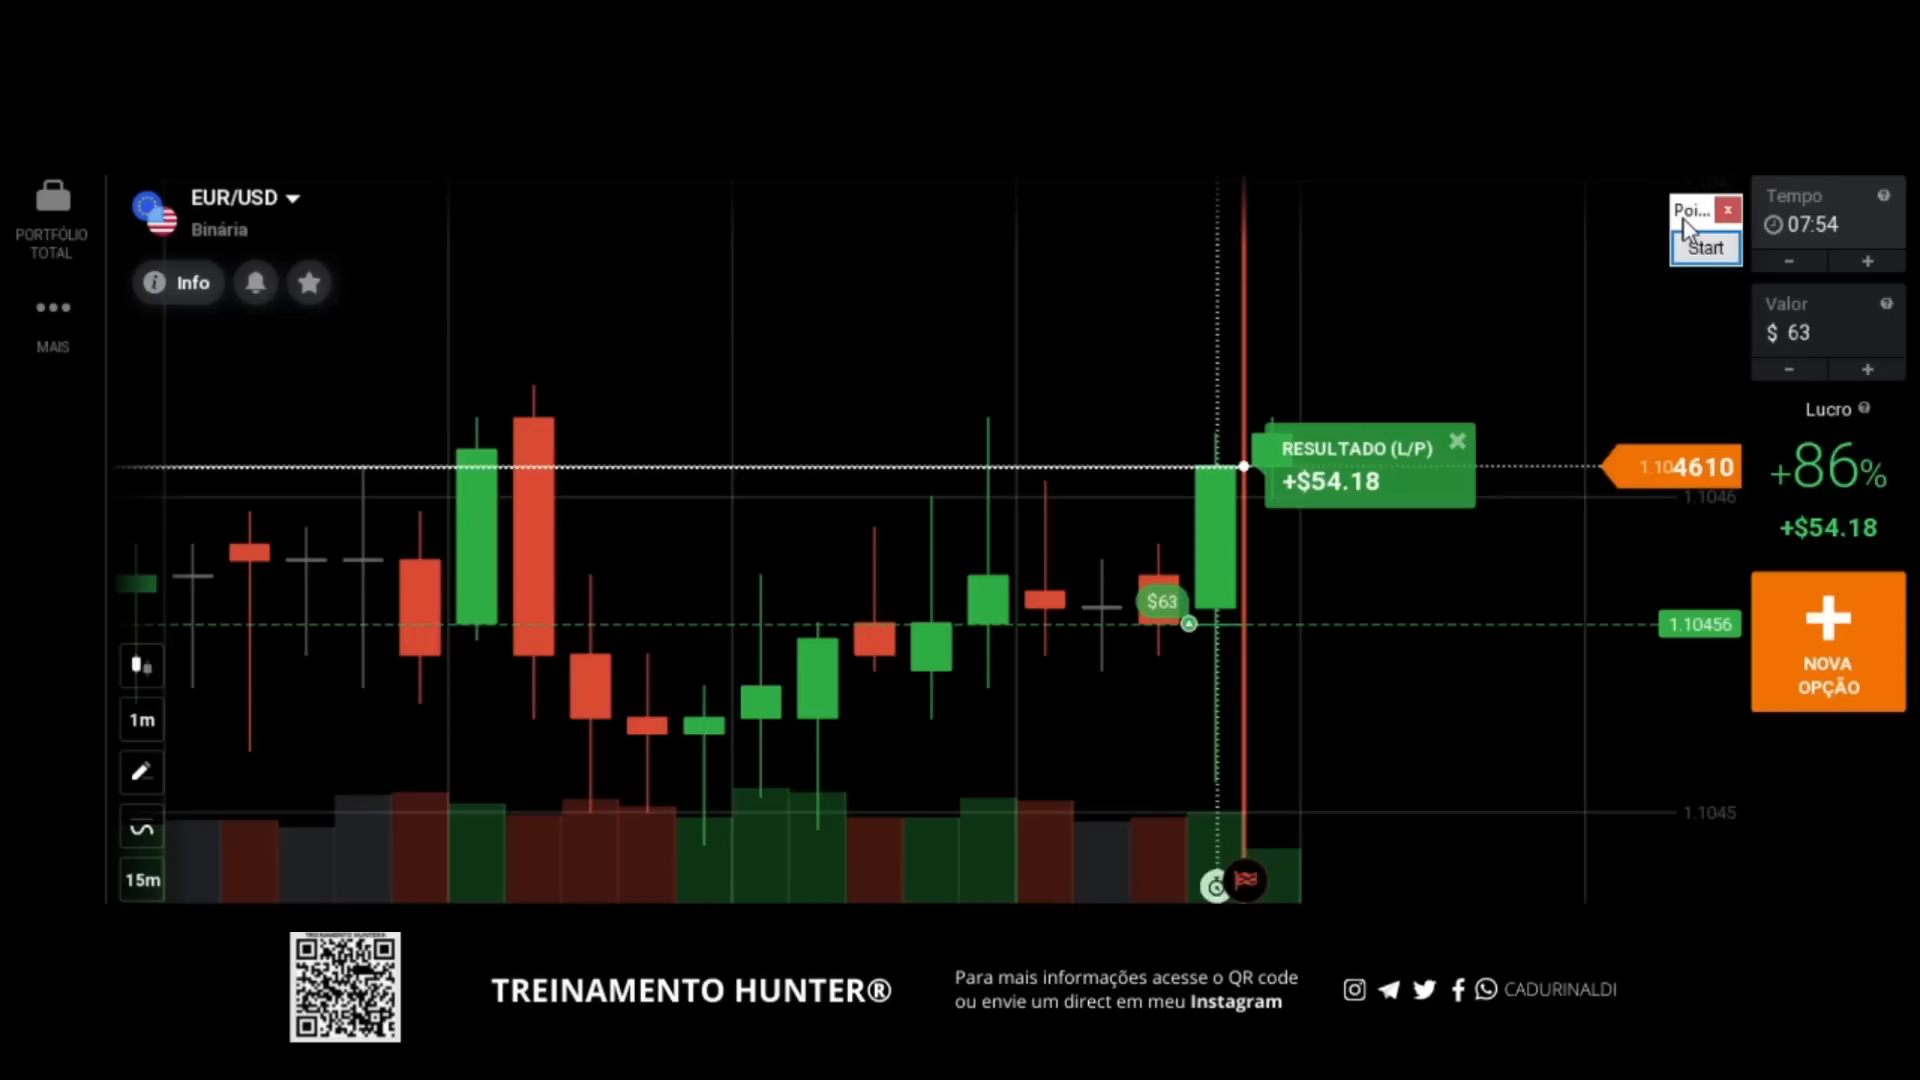 PORTFÓLIO
TOTAL
MAIS
EUR/USD
Binária
Info
1m
15m
$63
RESULTADO (L/P)
+$54.18
1.104610
1.1046
1.10456
1.1045
Poi...
x
Start
Tempo
07:54
- +
Valor
$ 63
- +
Lucro
+86%
+$54.18
NOVA
OPÇÃO
TREINAMENTO HUNTER®
Para mais informações acesse o QR code
ou envie um direct em meu Instagram
CADURINALDI